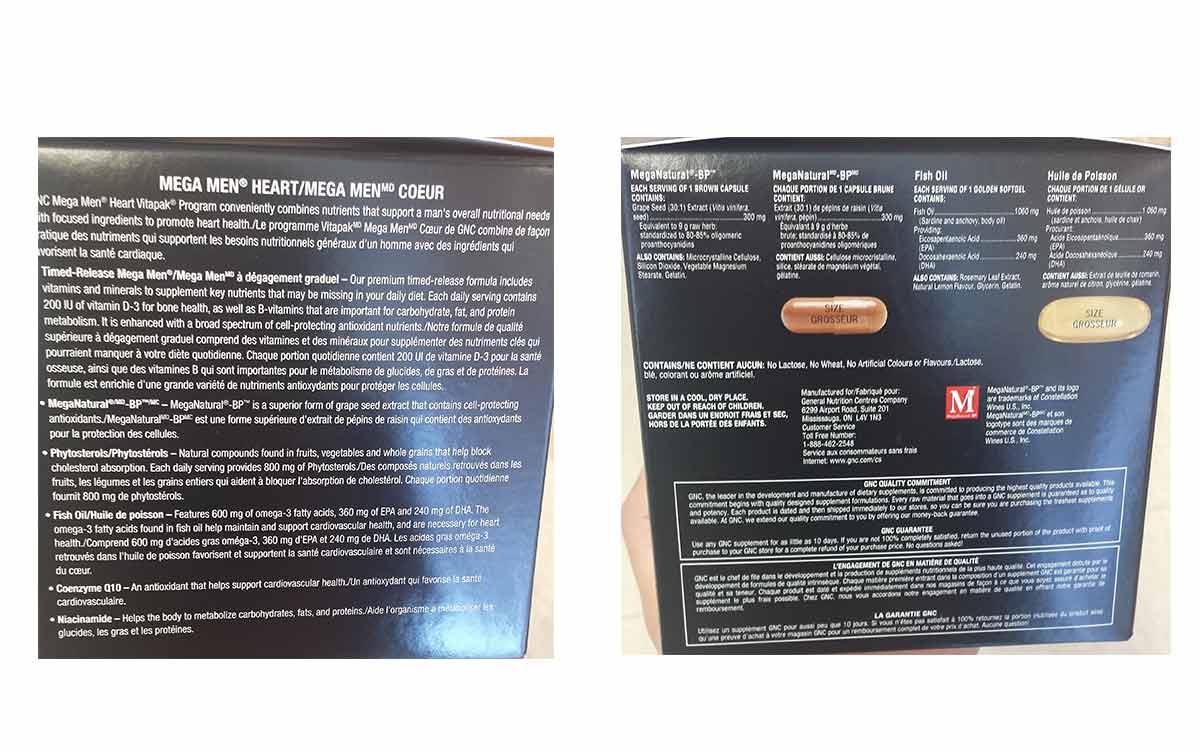 MEGA MEN® HEART/MEGA MENᴹᴰ COEUR
NC Mega Men® Heart Vitapak® Program conveniently combines nutrients that support a man's overall nutritional needs
ith focused ingredients to promote heart health./Le programme Vitapakᴹᴰ Mega Menᴹᴰ Cœur de GNC combine de façon
ratique des nutriments qui supportent les besoins nutritionnels généraux d'un homme avec des ingrédients qui
avorisent la santé cardiaque.
Timed-Release Mega Men®/Mega Menᴹᴰ à dégagement graduel – Our premium timed-release formula includes
vitamins and minerals to supplement key nutrients that may be missing in your daily diet. Each daily serving contains
200 IU of vitamin D-3 for bone health, as well as B-vitamins that are important for carbohydrate, fat, and protein
metabolism. It is enhanced with a broad spectrum of cell-protecting antioxidant nutrients./Notre formule de qualité
supérieure à dégagement graduel comprend des vitamines et des minéraux pour supplémenter des nutriments clés qui
pourraient manquer à votre diète quotidienne. Chaque portion quotidienne contient 200 UI de vitamine D-3 pour la santé
osseuse, ainsi que des vitamines B qui sont importantes pour le métabolisme de glucides, de gras et de protéines. La
formule est enrichie d'une grande variété de nutriments antioxydants pour protéger les cellules.
• MegaNatural®/ᴹᴰ-BP™/ᴹᶜ – MegaNatural®-BP™ is a superior form of grape seed extract that contains cell-protecting
antioxidants./MegaNaturalᴹᴰ-BPᴹᶜ est une forme supérieure d'extrait de pépins de raisin qui contient des antioxydants
pour la protection des cellules.
• Phytosterols/Phytostérols – Natural compounds found in fruits, vegetables and whole grains that help block
cholesterol absorption. Each daily serving provides 800 mg of Phytosterols./Des composés naturels retrouvés dans les
fruits, les légumes et les grains entiers qui aident à bloquer l'absorption de cholestérol. Chaque portion quotidienne
fournit 800 mg de phytostérols.
• Fish Oil/Huile de poisson – Features 600 mg of omega-3 fatty acids, 360 mg of EPA and 240 mg of DHA. The
omega-3 fatty acids found in fish oil help maintain and support cardiovascular health, and are necessary for heart
health./Comprend 600 mg d'acides gras oméga-3, 360 mg d'EPA et 240 mg de DHA. Les acides gras oméga-3
retrouvés dans l'huile de poisson favorisent et supportent la santé cardiovasculaire et sont nécessaires à la santé
du cœur.
• Coenzyme Q10 – An antioxidant that helps support cardiovascular health./Un antioxydant qui favorise la santé
cardiovasculaire.
• Niacinamide – Helps the body to metabolize carbohydrates, fats, and proteins./Aide l'organisme à métaboliser les
glucides, les gras et les protéines.
MegaNatural®-BP™
EACH SERVING OF 1 BROWN CAPSULE
CONTAINS:
Grape Seed (30:1) Extract (Vitis vinifera,
seed) 300 mg
Equivalent to 9 g raw herb:
standardized to 80-85% oligomeric
proanthocyanidins
ALSO CONTAINS: Microcrystalline Cellulose,
Silicon Dioxide, Vegetable Magnesium
Stearate, Gelatin.
MegaNaturalᴹᴰ-BPᴹᶜ
CHAQUE PORTION DE 1 CAPSULE BRUNE
CONTIENT:
Extrait (30:1) de pépins de raisin (Vitis
vinifera, pépin) 300 mg
Équivalant à 9 g d'herbe
brute; standardisé à 80-85% de
proanthocyanidines oligomériques
CONTIENT AUSSI: Cellulose microcristalline,
silice, stéarate de magnésium végétal,
gélatine.
Fish Oil
EACH SERVING OF 1 GOLDEN SOFTGEL
CONTAINS:
Fish Oil 1060 mg
(Sardine and anchovy, body oil)
Providing:
Eicosapentaenoic Acid 360 mg
(EPA)
Docosahexaenoic Acid 240 mg
(DHA)
ALSO CONTAINS: Rosemary Leaf Extract,
Natural Lemon Flavour, Glycerin, Gelatin.
Huile de Poisson
CHAQUE PORTION DE 1 GÉLULE OR
CONTIENT:
Huile de poisson 1 060 mg
(sardine et anchois, huile de chair)
Procurant:
Acide Eicosapentaénoïque 360 mg
(EPA)
Acide Docosahexénoïque 240 mg
(DHA)
CONTIENT AUSSI: Extrait de feuille de romarin,
arôme naturel de citron, glycérine, gélatine.
SIZE
GROSSEUR
SIZE
GROSSEUR
CONTAINS/NE CONTIENT AUCUN: No Lactose, No Wheat, No Artificial Colours or Flavours./Lactose,
blé, colorant ou arôme artificiel.
STORE IN A COOL, DRY PLACE.
KEEP OUT OF REACH OF CHILDREN.
GARDER DANS UN ENDROIT FRAIS ET SEC,
HORS DE LA PORTÉE DES ENFANTS.
Manufactured for/Fabriqué pour:
General Nutrition Centres Company
6299 Airport Road, Suite 201
Mississauga, ON L4V 1N3
Customer Service
Toll Free Number:
1-888-462-2548
Service aux consommateurs sans frais
Internet: www.gnc.com/cs
M
MegaNatural BP
MegaNatural®-BP™ and its logo
are trademarks of Constellation
Wines U.S., Inc.
MegaNaturalᴹᴰ-BPᴹᶜ et son
logotype sont des marques de
commerce de Constellation
Wines U.S., Inc.
GNC QUALITY COMMITMENT
GNC, the leader in the development and manufacture of dietary supplements, is committed to producing the highest quality products available. This
commitment begins with quality designed supplement formulations. Every raw material that goes into a GNC supplement is guaranteed as to quality
and potency. Each product is dated and then shipped immediately to our stores, so you can be sure you are purchasing the freshest supplements
available. At GNC, we extend our quality commitment to you by offering our money-back guarantee.
GNC GUARANTEE
Use any GNC supplement for as little as 10 days. If you are not 100% completely satisfied, return the unused portion of the product with proof of
purchase to your GNC store for a complete refund of your purchase price. No questions asked!
L'ENGAGEMENT DE GNC EN MATIÈRE DE QUALITÉ
GNC est le chef de file dans le développement et la production de suppléments nutritionnels de la plus haute qualité. Cet engagement débute par le
développement de formules de qualité intrinsèque. Chaque matière première entrant dans la composition d'un supplément GNC est garantie pour sa
qualité et sa teneur. Chaque produit est daté et expédié immédiatement dans nos magasins de façon à ce que vous soyez assuré d'acheter le
supplément le plus frais possible. Chez GNC, nous vous accordons notre engagement en matière de qualité en offrant notre garantie de
remboursement.
LA GARANTIE GNC
Utilisez un supplément GNC pour aussi peu que 10 jours. Si vous n'êtes pas satisfait à 100% retournez la portion inutilisée du produit ainsi
qu'une preuve d'achat à votre magasin GNC pour un remboursement complet de votre prix d'achat. Aucune question!